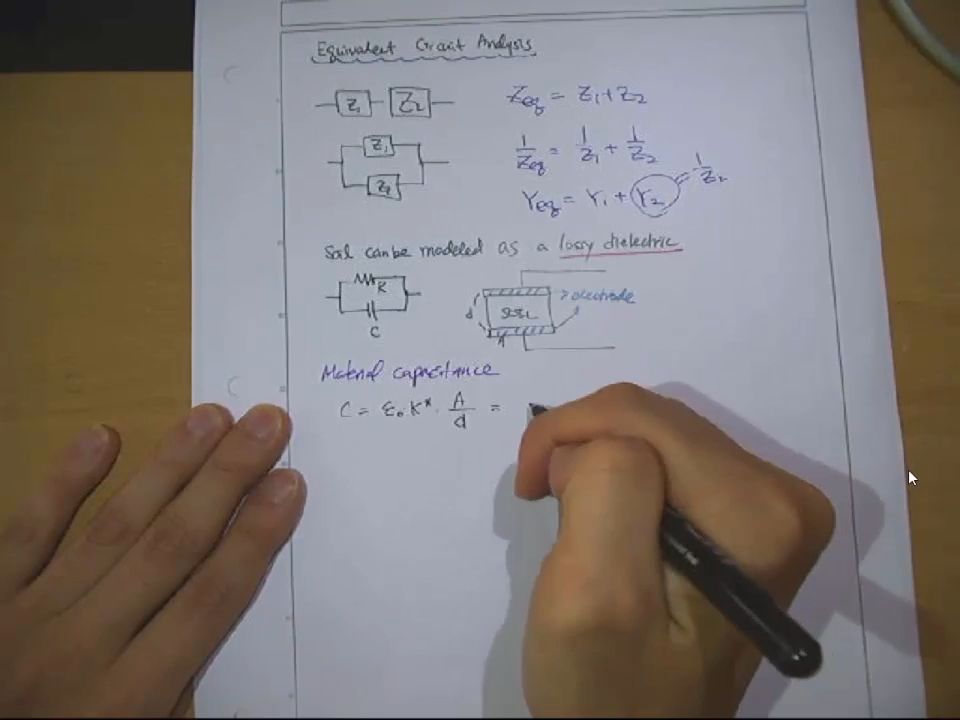 Equivalent Circuit Analysis
Z1 Z2 Zeq = Z1 + Z2
Z1 Z2 1/Zeq = 1/Z1 + 1/Z2
Yeq = Y1 + Y2 = 1/Z2
Soil can be modeled as a lossy dielectric
R
C
d SOIL A > electrode
Material capacitance
C = ε0 K* · A/d =